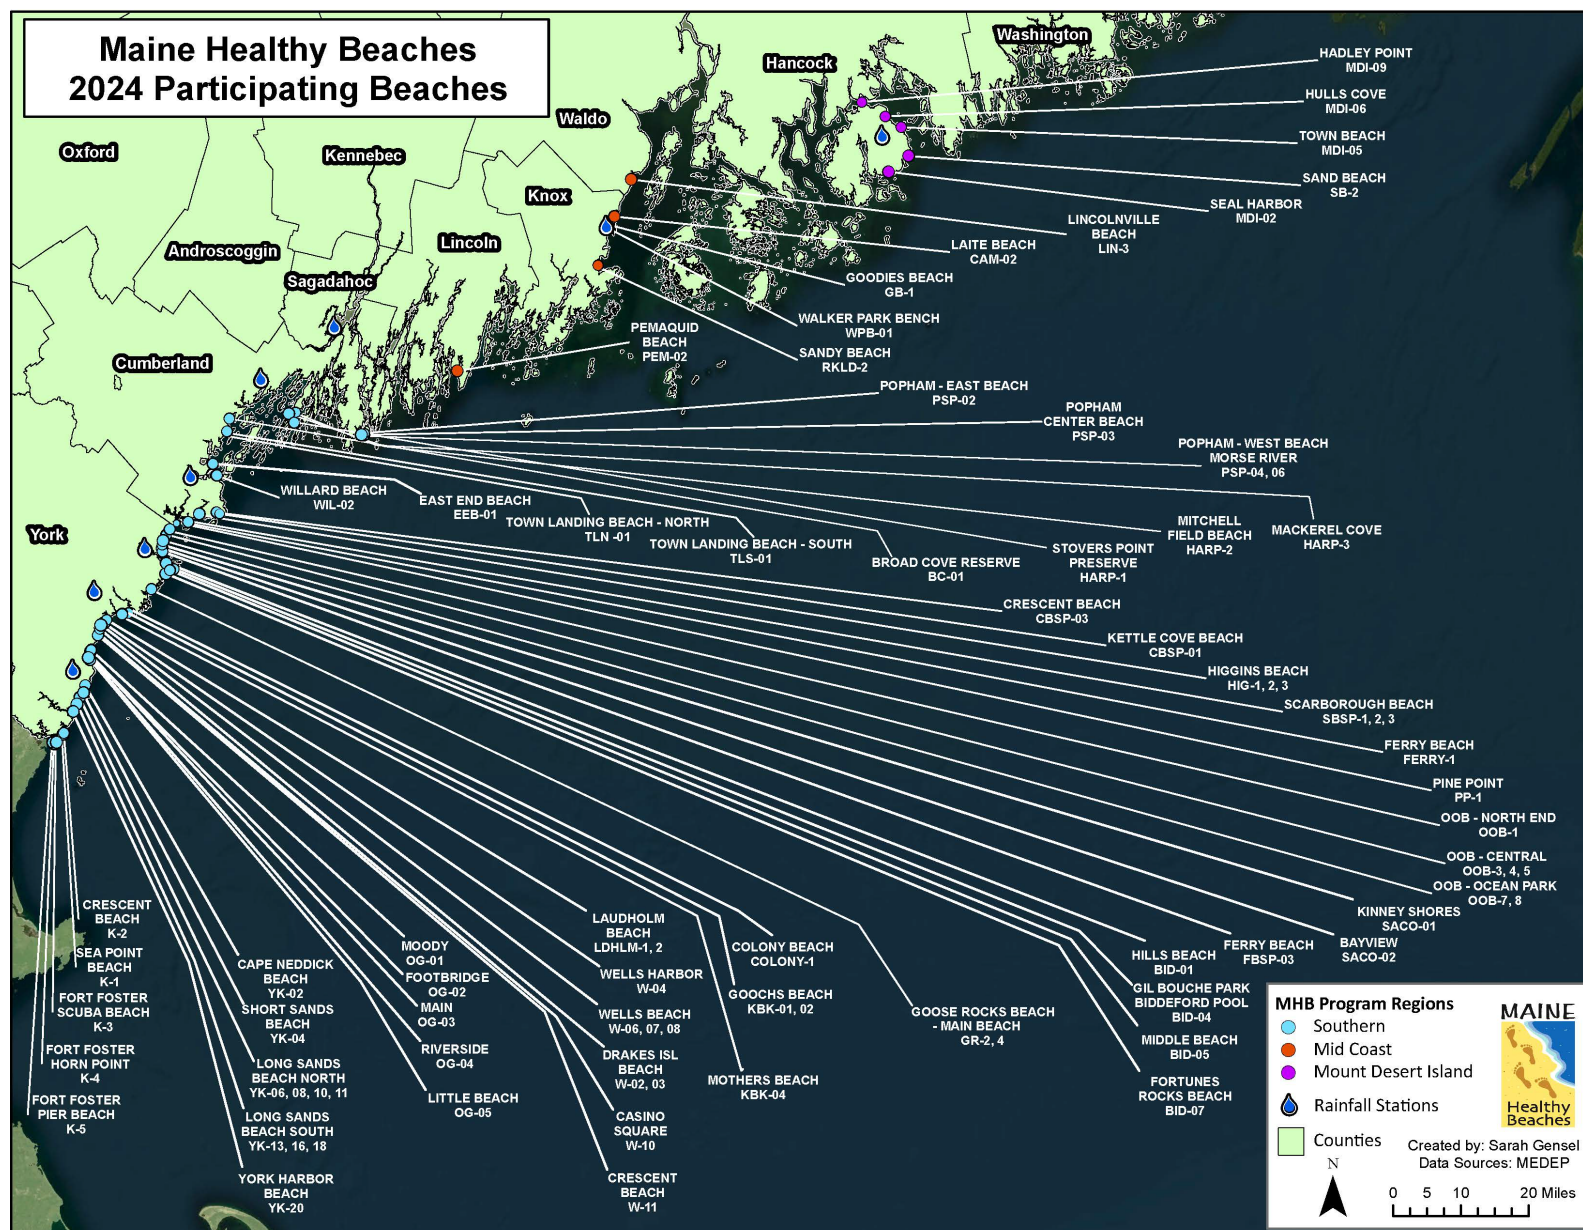 Maine Healthy Beaches
2024 Participating Beaches
Washington
Hancock
Waldo
Oxford
Kennebec
Knox
Lincoln
Androscoggin
Sagadahoc
Cumberland
York
HADLEY POINT
MDI-09
HULLS COVE
MDI-06
TOWN BEACH
MDI-05
SAND BEACH
SB-2
SEAL HARBOR
MDI-02
LINCOLNVILLE
BEACH
LIN-3
LAITE BEACH
CAM-02
GOODIES BEACH
GB-1
WALKER PARK BENCH
WPB-01
SANDY BEACH
RKLD-2
PEMAQUID
BEACH
PEM-02
POPHAM - EAST BEACH
PSP-02
POPHAM
CENTER BEACH
PSP-03
POPHAM - WEST BEACH
MORSE RIVER
PSP-04, 06
MACKEREL COVE
HARP-3
MITCHELL
FIELD BEACH
HARP-2
STOVERS POINT
PRESERVE
HARP-1
BROAD COVE RESERVE
BC-01
TOWN LANDING BEACH - SOUTH
TLS-01
TOWN LANDING BEACH - NORTH
TLN -01
EAST END BEACH
EEB-01
WILLARD BEACH
WIL-02
CRESCENT BEACH
CBSP-03
KETTLE COVE BEACH
CBSP-01
HIGGINS BEACH
HIG-1, 2, 3
SCARBOROUGH BEACH
SBSP-1, 2, 3
FERRY BEACH
FERRY-1
PINE POINT
PP-1
OOB - NORTH END
OOB-1
OOB - CENTRAL
OOB-3, 4, 5
OOB - OCEAN PARK
OOB-7, 8
KINNEY SHORES
SACO-01
BAYVIEW
SACO-02
FERRY BEACH
FBSP-03
HILLS BEACH
BID-01
GIL BOUCHE PARK
BIDDEFORD POOL
BID-04
MIDDLE BEACH
BID-05
FORTUNES
ROCKS BEACH
BID-07
GOOSE ROCKS BEACH
- MAIN BEACH
GR-2, 4
COLONY BEACH
COLONY-1
GOOCHS BEACH
KBK-01, 02
MOTHERS BEACH
KBK-04
LAUDHOLM
BEACH
LDHLM-1, 2
WELLS HARBOR
W-04
WELLS BEACH
W-06, 07, 08
DRAKES ISL
BEACH
W-02, 03
CASINO
SQUARE
W-10
CRESCENT
BEACH
W-11
MOODY
OG-01
FOOTBRIDGE
OG-02
MAIN
OG-03
RIVERSIDE
OG-04
LITTLE BEACH
OG-05
CAPE NEDDICK
BEACH
YK-02
SHORT SANDS
BEACH
YK-04
LONG SANDS
BEACH NORTH
YK-06, 08, 10, 11
LONG SANDS
BEACH SOUTH
YK-13, 16, 18
YORK HARBOR
BEACH
YK-20
CRESCENT
BEACH
K-2
SEA POINT
BEACH
K-1
FORT FOSTER
SCUBA BEACH
K-3
FORT FOSTER
HORN POINT
K-4
FORT FOSTER
PIER BEACH
K-5
MHB Program Regions
Southern
Mid Coast
Mount Desert Island
Rainfall Stations
Counties
MAINE
Healthy
Beaches
Created by: Sarah Gensel
Data Sources: MEDEP
N
0 5 10 20 Miles